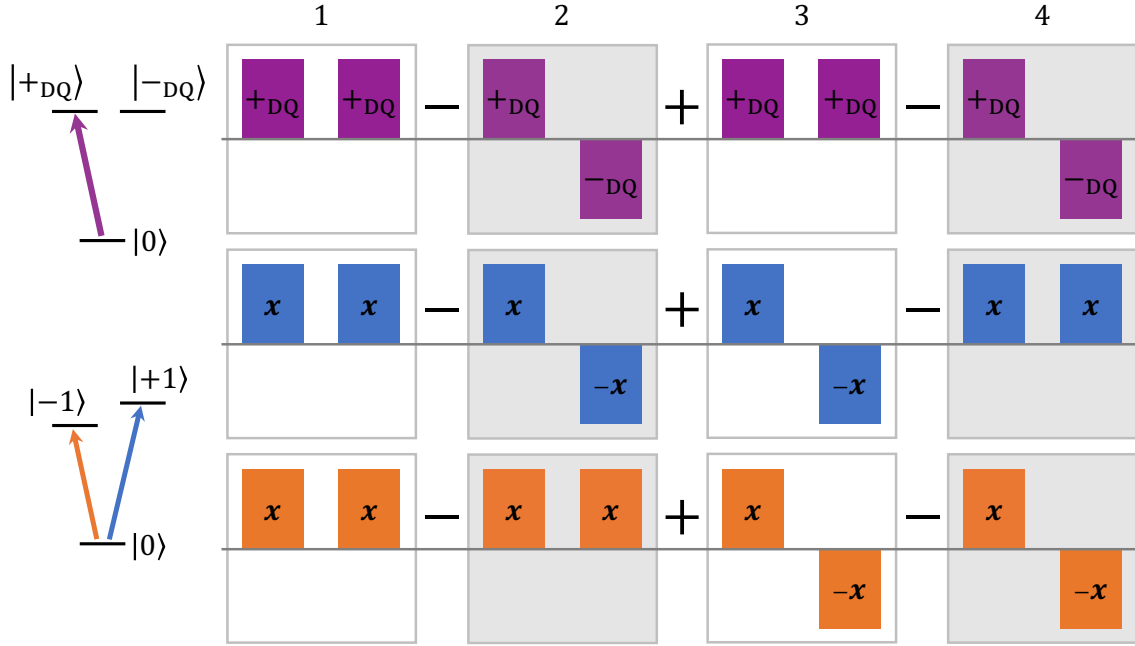 1 2 3 4
|+DQ⟩ |−DQ⟩
+DQ +DQ − +DQ + +DQ +DQ − +DQ
−DQ −DQ
|0⟩
x x − x + x − x x
−x −x
|+1⟩
|−1⟩
x x − x x + x − x
|0⟩
−x −x